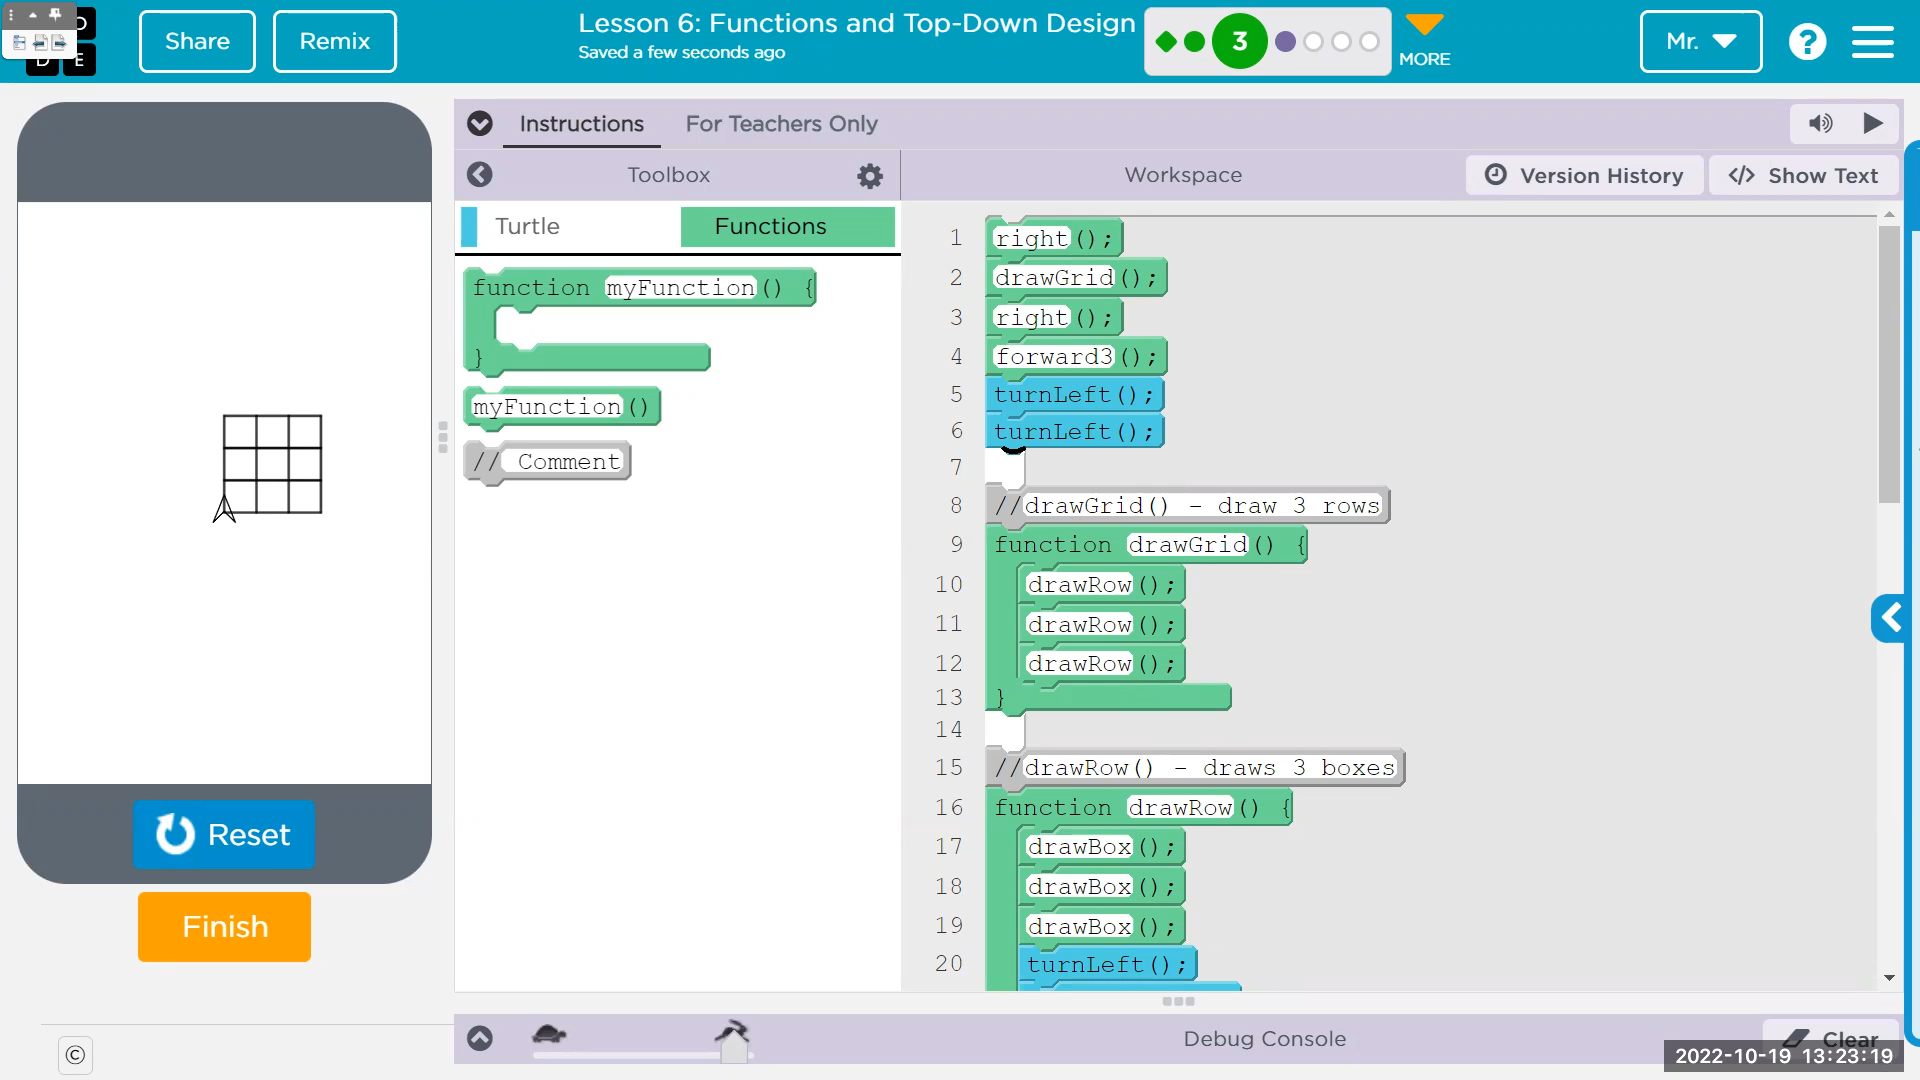 D
D E
Share
Remix
Lesson 6: Functions and Top-Down Design
Saved a few seconds ago
3
MORE
Mr.
?
Instructions
For Teachers Only
Toolbox
Workspace
Version History
</> Show Text
Turtle
Functions
function myFunction() {
}
myFunction()
// Comment
1 right();
2 drawGrid();
3 right();
4 forward3();
5 turnLeft();
6 turnLeft();
7
8 //drawGrid() - draw 3 rows
9 function drawGrid() {
10 drawRow();
11 drawRow();
12 drawRow();
13 }
14
15 //drawRow() - draws 3 boxes
16 function drawRow() {
17 drawBox();
18 drawBox();
19 drawBox();
20 turnLeft();
Reset
Finish
©
Debug Console
Clear
2022-10-19 13:23:19